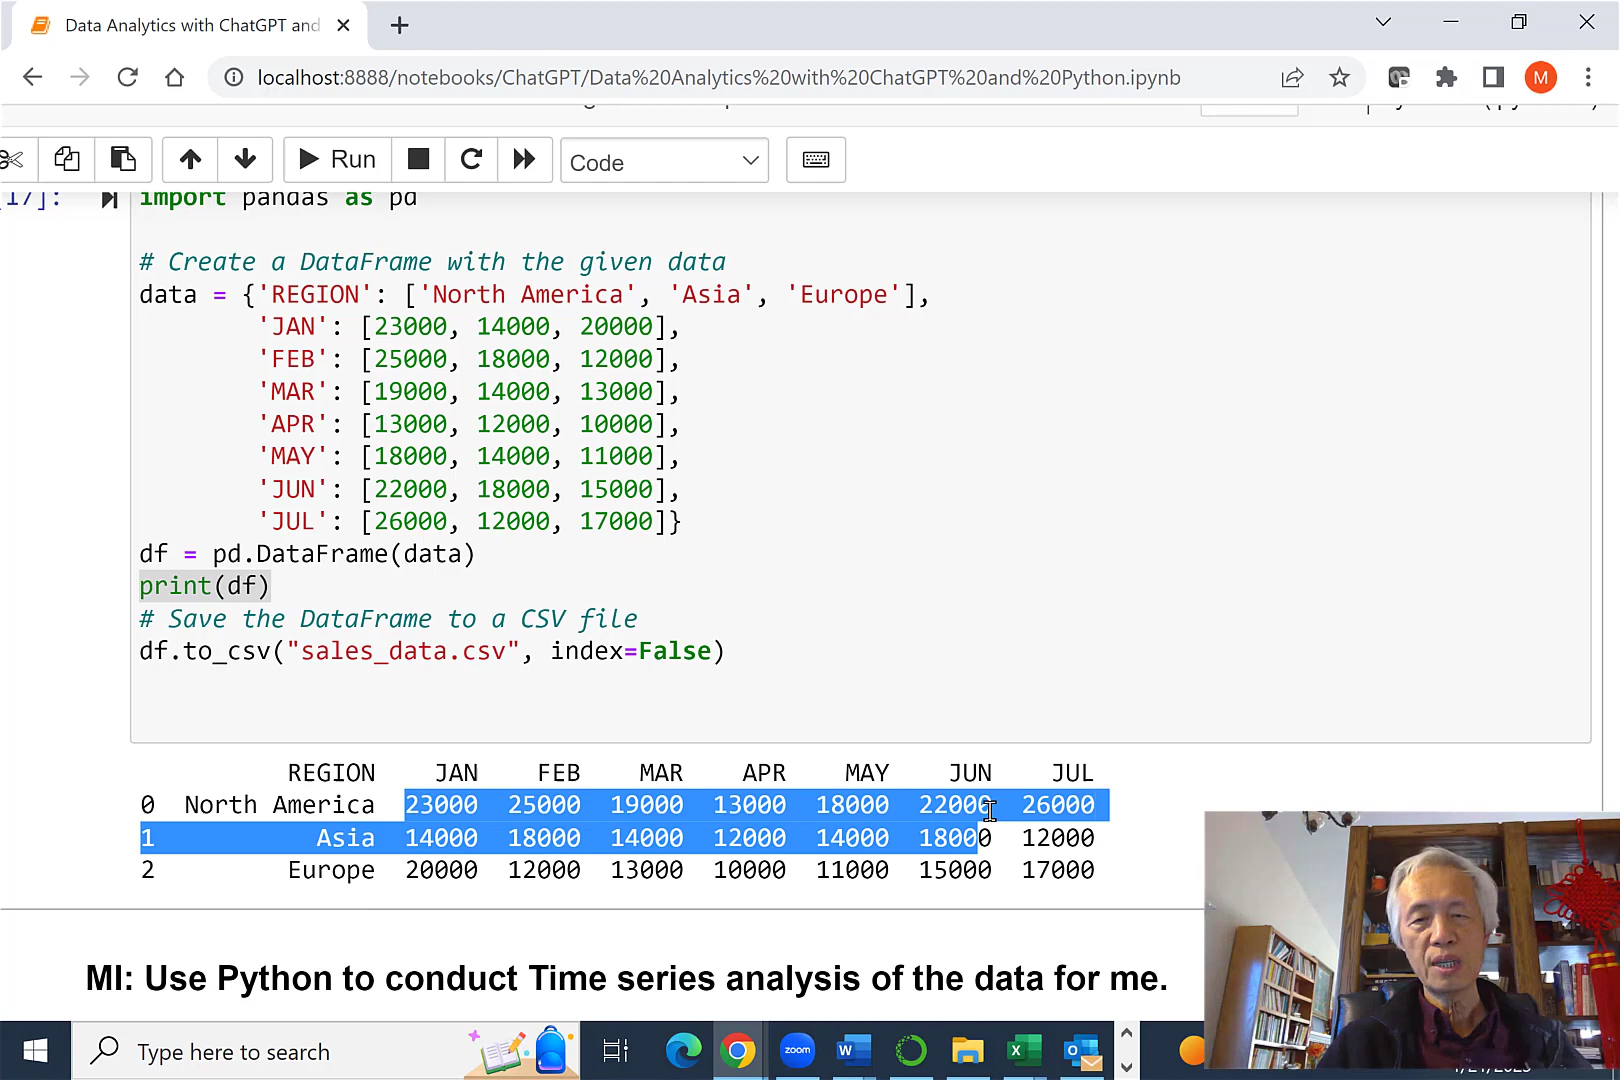 Data Analytics with ChatGPT and
localhost:8888/notebooks/ChatGPT/Data%20Analytics%20with%20ChatGPT%20and%20Python.ipynb
M
Run
Code
[17]:
import pandas as pd
# Create a DataFrame with the given data
data = {'REGION': ['North America', 'Asia', 'Europe'],
'JAN': [23000, 14000, 20000],
'FEB': [25000, 18000, 12000],
'MAR': [19000, 14000, 13000],
'APR': [13000, 12000, 10000],
'MAY': [18000, 14000, 11000],
'JUN': [22000, 18000, 15000],
'JUL': [26000, 12000, 17000]}
df = pd.DataFrame(data)
print(df)
# Save the DataFrame to a CSV file
df.to_csv("sales_data.csv", index=False)
REGION JAN FEB MAR APR MAY JUN JUL
0 North America 23000 25000 19000 13000 18000 22000 26000
1 Asia 14000 18000 14000 12000 14000 18000 12000
2 Europe 20000 12000 13000 10000 11000 15000 17000
MI: Use Python to conduct Time series analysis of the data for me.
Type here to search
zoom